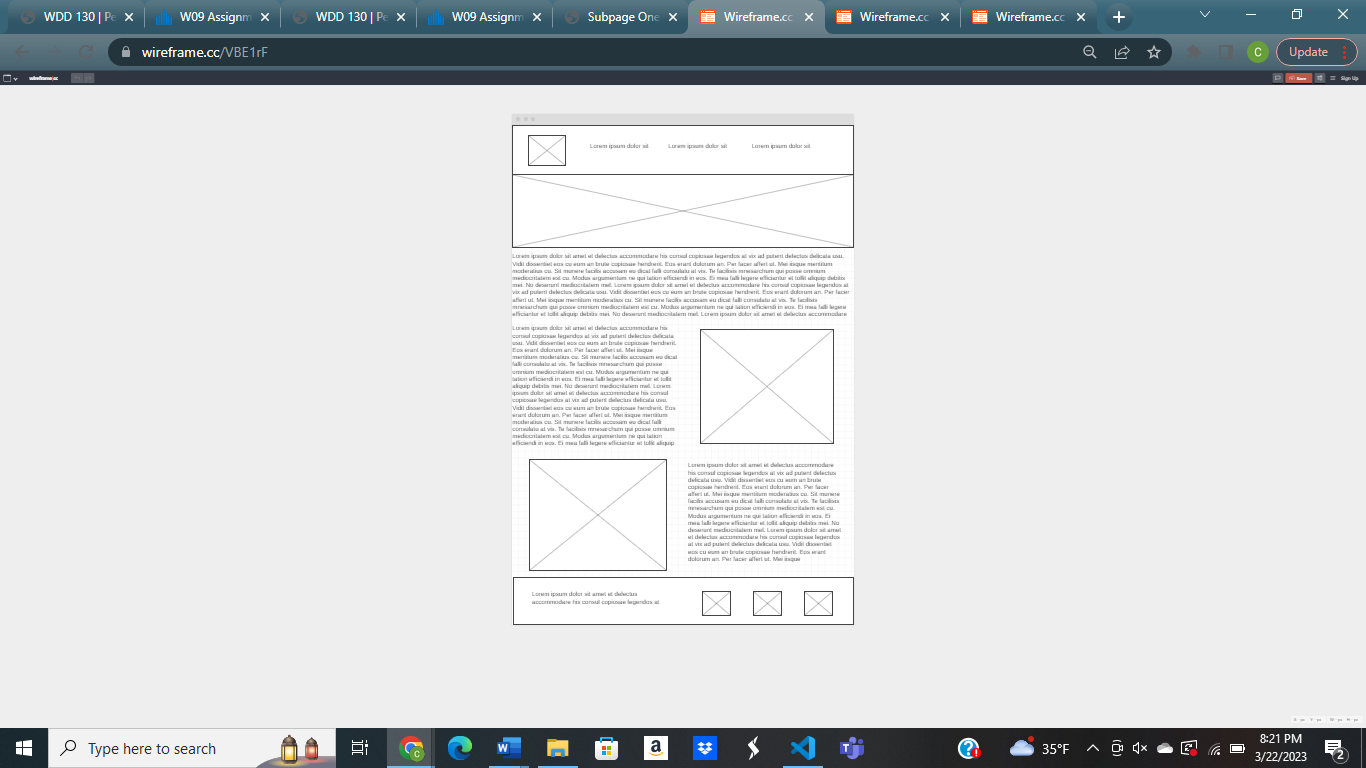 WDD 130 | Pe
W09 Assignm
WDD 130 | Pe
W09 Assignm
Subpage One
Wireframe.cc
Wireframe.cc
Wireframe.cc
wireframe.cc/VBE1rF
C
Update
wireframe.cc
Save
Sign Up
Lorem ipsum dolor sit
Lorem ipsum dolor sit
Lorem ipsum dolor sit
Lorem ipsum dolor sit amet et delectus accommodare his consul copiosae legendos at vix ad putent delectus delicata usu.
Vidit dissentiet eos cu eum an brute copiosae hendrerit. Eos erant dolorum an. Per facer affert ut. Mei iisque mentitum
moderatius cu. Sit munere facilis accusam eu dicat falli consulatu at vis. Te facilisis mnesarchum qui posse omnium
mediocritatem est cu. Modus argumentum ne qui tation efficiendi in eos. Ei mea falli legere efficiantur et tollit aliquip debitis
mei. No deserunt mediocritatem mel. Lorem ipsum dolor sit amet et delectus accommodare his consul copiosae legendos at
vix ad putent delectus delicata usu. Vidit dissentiet eos cu eum an brute copiosae hendrerit. Eos erant dolorum an. Per facer
affert ut. Mei iisque mentitum moderatius cu. Sit munere facilis accusam eu dicat falli consulatu at vis. Te facilisis
mnesarchum qui posse omnium mediocritatem est cu. Modus argumentum ne qui tation efficiendi in eos. Ei mea falli legere
efficiantur et tollit aliquip debitis mei. No deserunt mediocritatem mel. Lorem ipsum dolor sit amet et delectus accommodare
Lorem ipsum dolor sit amet et delectus accommodare his
consul copiosae legendos at vix ad putent delectus delicata
usu. Vidit dissentiet eos cu eum an brute copiosae hendrerit.
Eos erant dolorum an. Per facer affert ut. Mei iisque
mentitum moderatius cu. Sit munere facilis accusam eu dicat
falli consulatu at vis. Te facilisis mnesarchum qui posse
omnium mediocritatem est cu. Modus argumentum ne qui
tation efficiendi in eos. Ei mea falli legere efficiantur et tollit
aliquip debitis mei. No deserunt mediocritatem mel. Lorem
ipsum dolor sit amet et delectus accommodare his consul
copiosae legendos at vix ad putent delectus delicata usu.
Vidit dissentiet eos cu eum an brute copiosae hendrerit. Eos
erant dolorum an. Per facer affert ut. Mei iisque mentitum
moderatius cu. Sit munere facilis accusam eu dicat falli
consulatu at vis. Te facilisis mnesarchum qui posse omnium
mediocritatem est cu. Modus argumentum ne qui tation
efficiendi in eos. Ei mea falli legere efficiantur et tollit aliquip
Lorem ipsum dolor sit amet et delectus accommodare
his consul copiosae legendos at vix ad putent delectus
delicata usu. Vidit dissentiet eos cu eum an brute
copiosae hendrerit. Eos erant dolorum an. Per facer
affert ut. Mei iisque mentitum moderatius cu. Sit munere
facilis accusam eu dicat falli consulatu at vis. Te facilisis
mnesarchum qui posse omnium mediocritatem est cu.
Modus argumentum ne qui tation efficiendi in eos. Ei
mea falli legere efficiantur et tollit aliquip debitis mei. No
deserunt mediocritatem mel. Lorem ipsum dolor sit amet
et delectus accommodare his consul copiosae legendos
at vix ad putent delectus delicata usu. Vidit dissentiet
eos cu eum an brute copiosae hendrerit. Eos erant
dolorum an. Per facer affert ut. Mei iisque
Lorem ipsum dolor sit amet et delectus
accommodare his consul copiosae legendos at
Type here to search
35°F
8:21 PM
3/22/2023
2